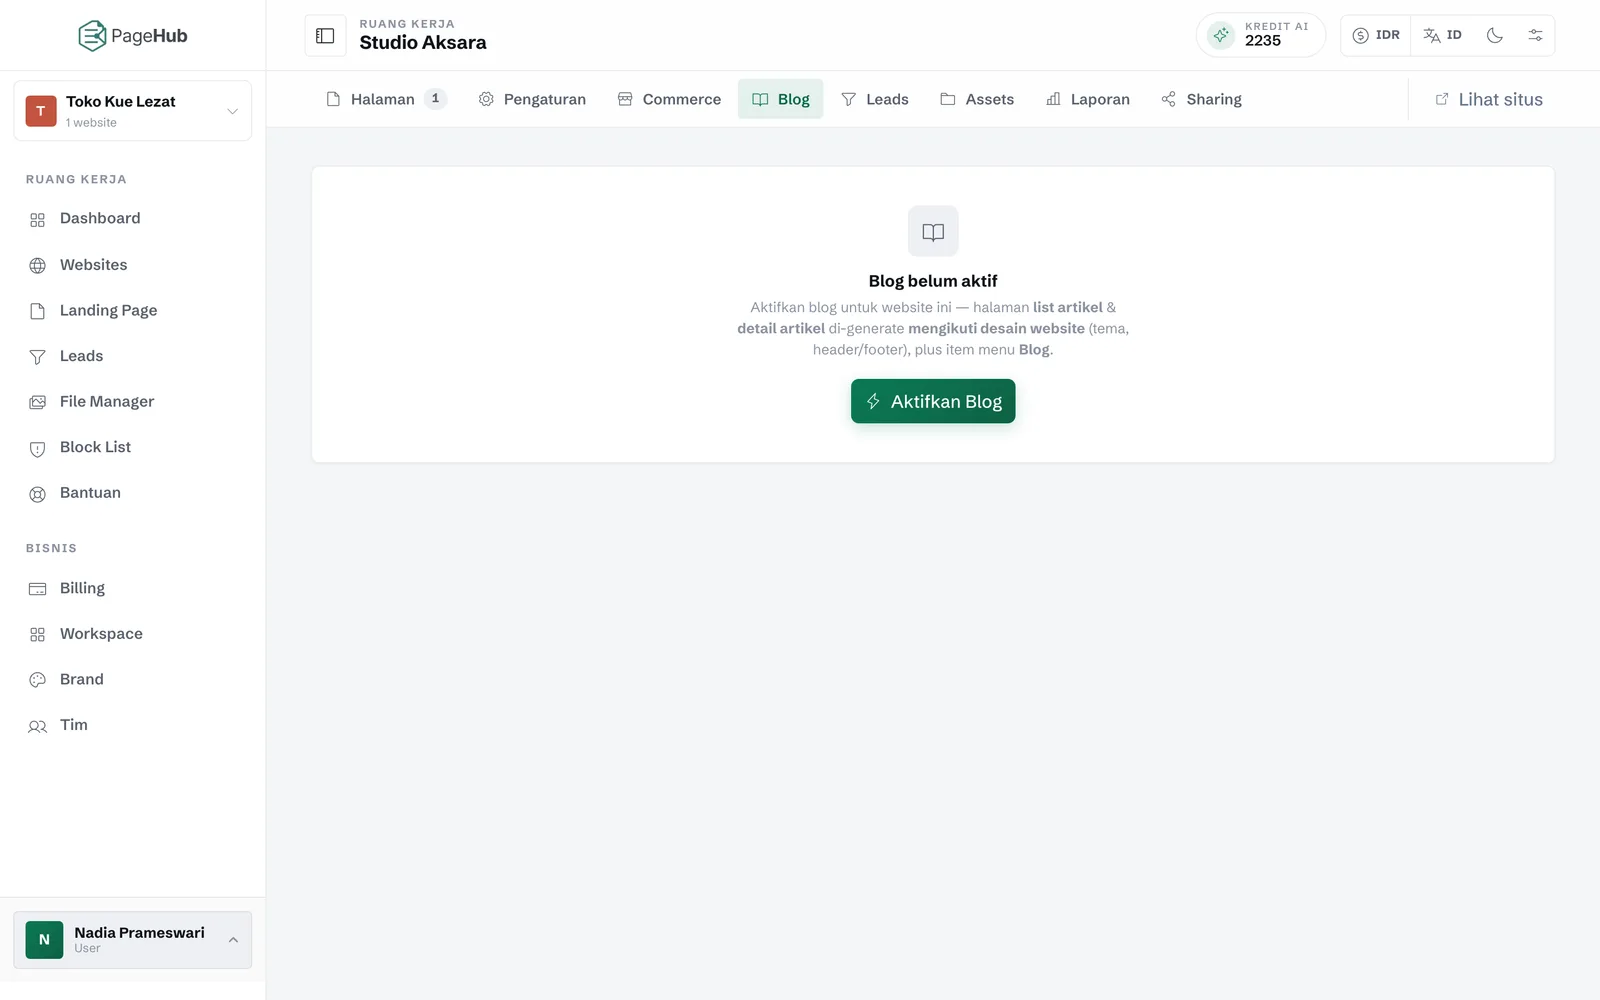 PageHub
RUANG KERJA
Studio Aksara
KREDIT AI
2235
IDR
ID
Toko Kue Lezat
1 website
T
Halaman 1
Pengaturan
Commerce
Blog
Leads
Assets
Laporan
Sharing
Lihat situs
RUANG KERJA
Dashboard
Websites
Landing Page
Leads
File Manager
Block List
Bantuan
BISNIS
Billing
Workspace
Brand
Tim
Blog belum aktif
Aktifkan blog untuk website ini — halaman list artikel &
detail artikel di-generate mengikuti desain website (tema,
header/footer), plus item menu Blog.
Aktifkan Blog
N
Nadia Prameswari
User